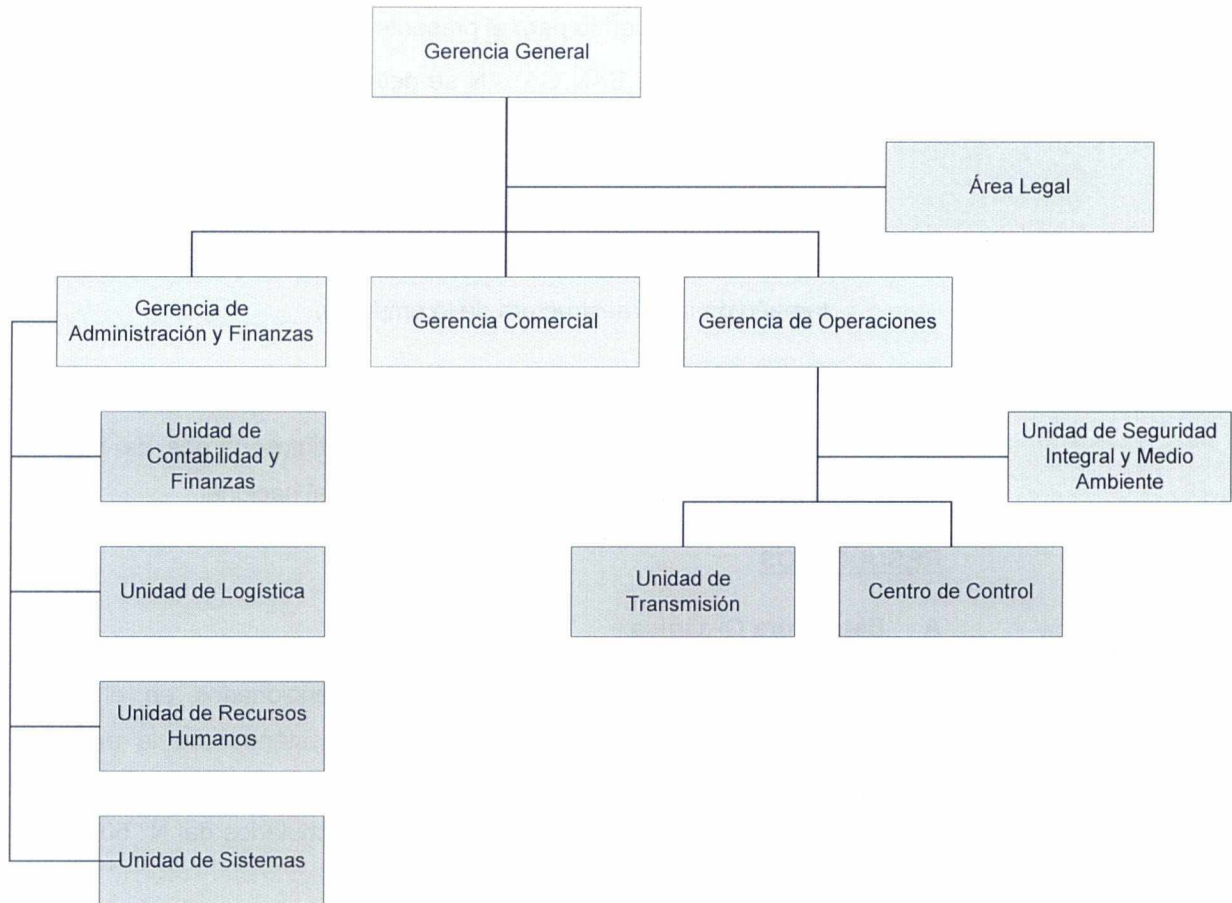 Gerencia General
Área Legal
Gerencia de
Administración y Finanzas
Gerencia Comercial
Gerencia de Operaciones
Unidad de
Contabilidad y
Finanzas
Unidad de Seguridad
Integral y Medio
Ambiente
Unidad de Logística
Unidad de
Transmisión
Centro de Control
Unidad de Recursos
Humanos
Unidad de Sistemas